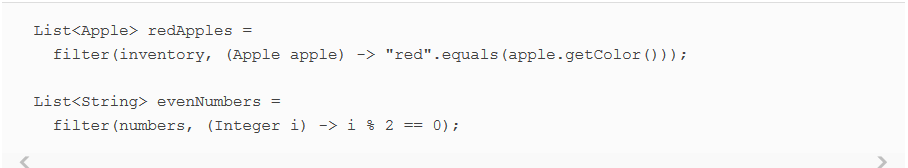 List<Apple> redApples =
filter(inventory, (Apple apple) -> "red".equals(apple.getColor()));
List<String> evenNumbers =
filter(numbers, (Integer i) -> i % 2 == 0);